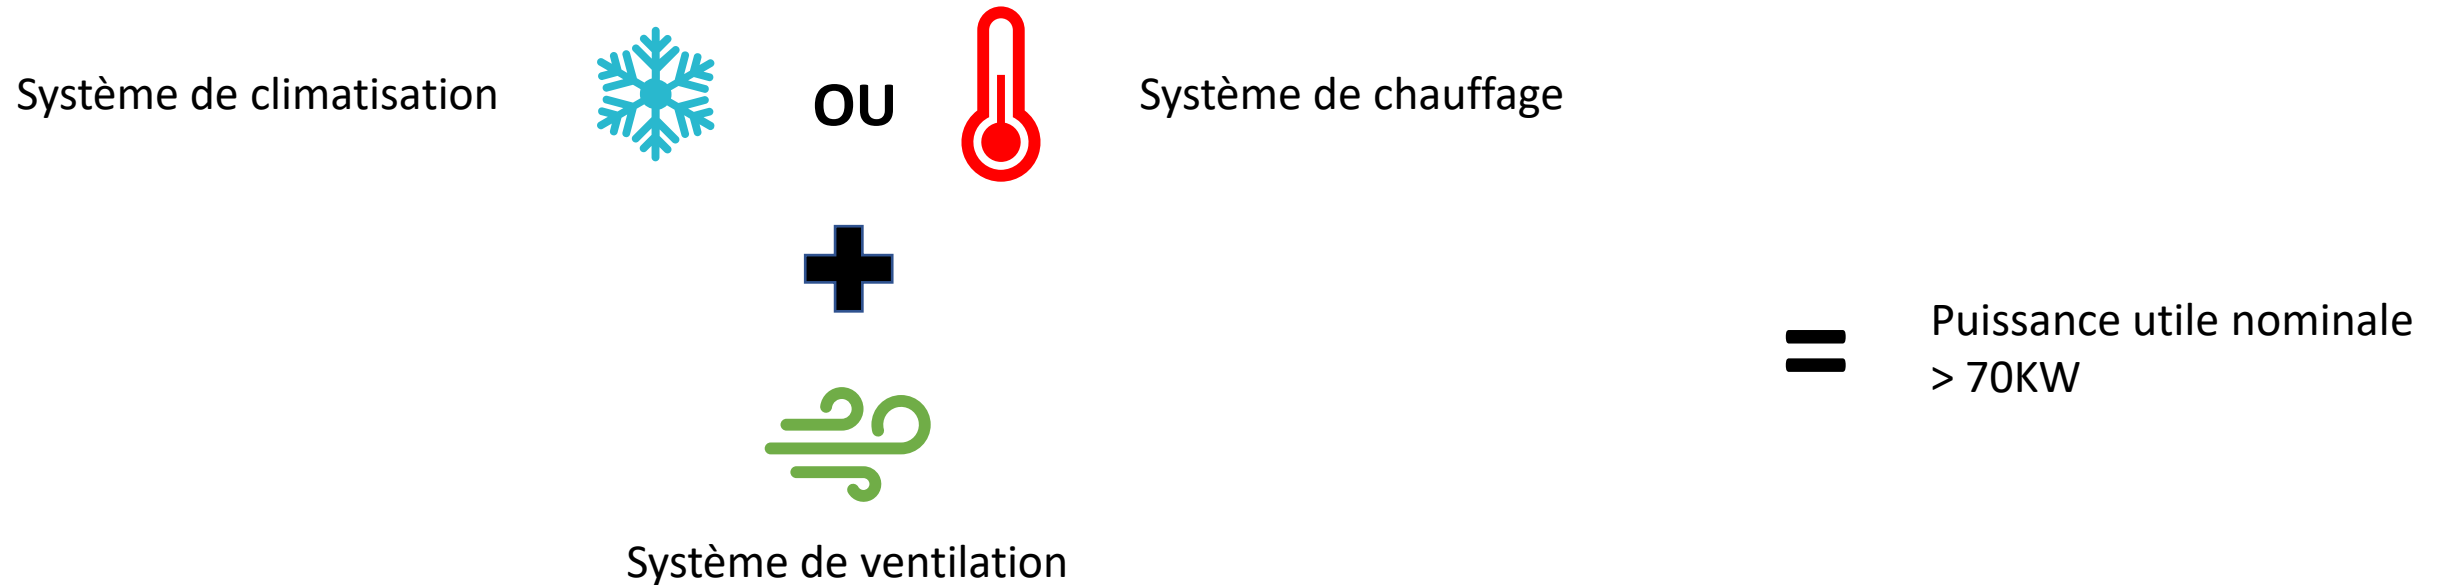 Système de climatisation
OU
Système de chauffage
=
Puissance utile nominale
> 70KW
Système de ventilation